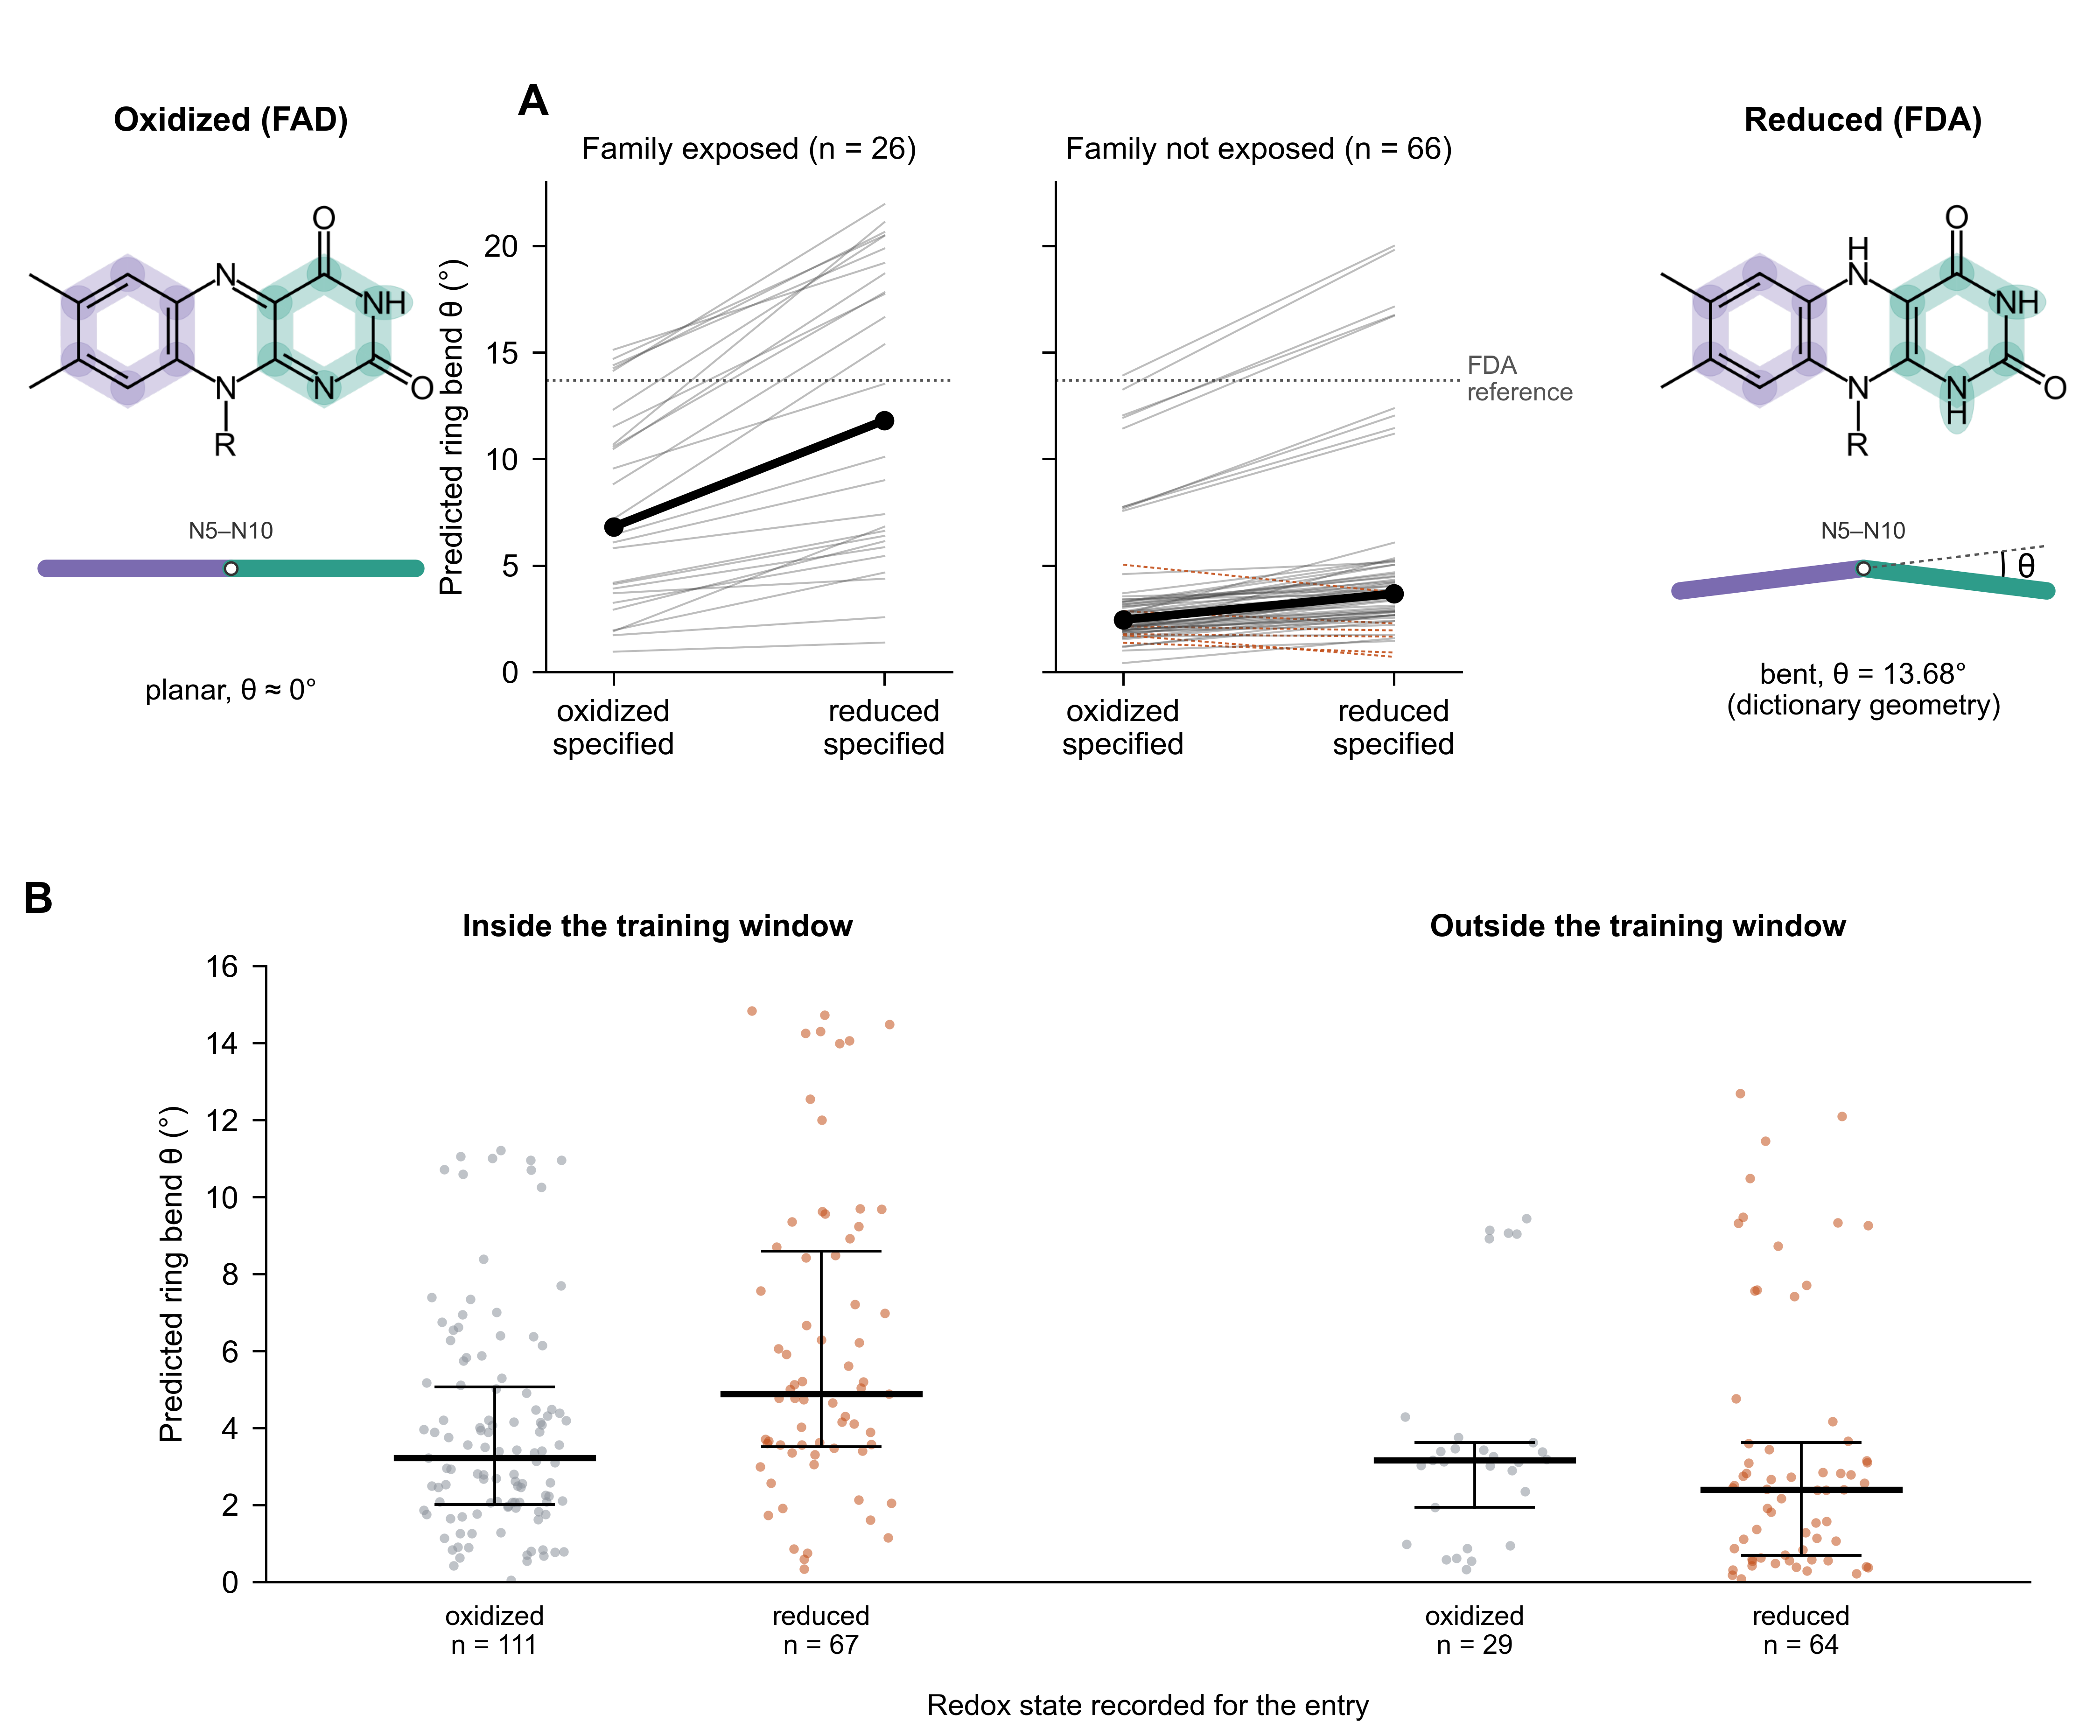 Oxidized (FAD)
O
N
NH
N
N
O
R
N5–N10
planar, θ ≈ 0°
A
Family exposed (n = 26)
Family not exposed (n = 66)
Predicted ring bend θ (°)
20
15
10
5
0
FDA
reference
oxidized
specified
reduced
specified
oxidized
specified
reduced
specified
Reduced (FDA)
O
H
N
NH
N
N
H
O
R
N5–N10
θ
bent, θ = 13.68°
(dictionary geometry)
B
Inside the training window
Outside the training window
Predicted ring bend θ (°)
16
14
12
10
8
6
4
2
0
oxidized
n = 111
reduced
n = 67
oxidized
n = 29
reduced
n = 64
Redox state recorded for the entry